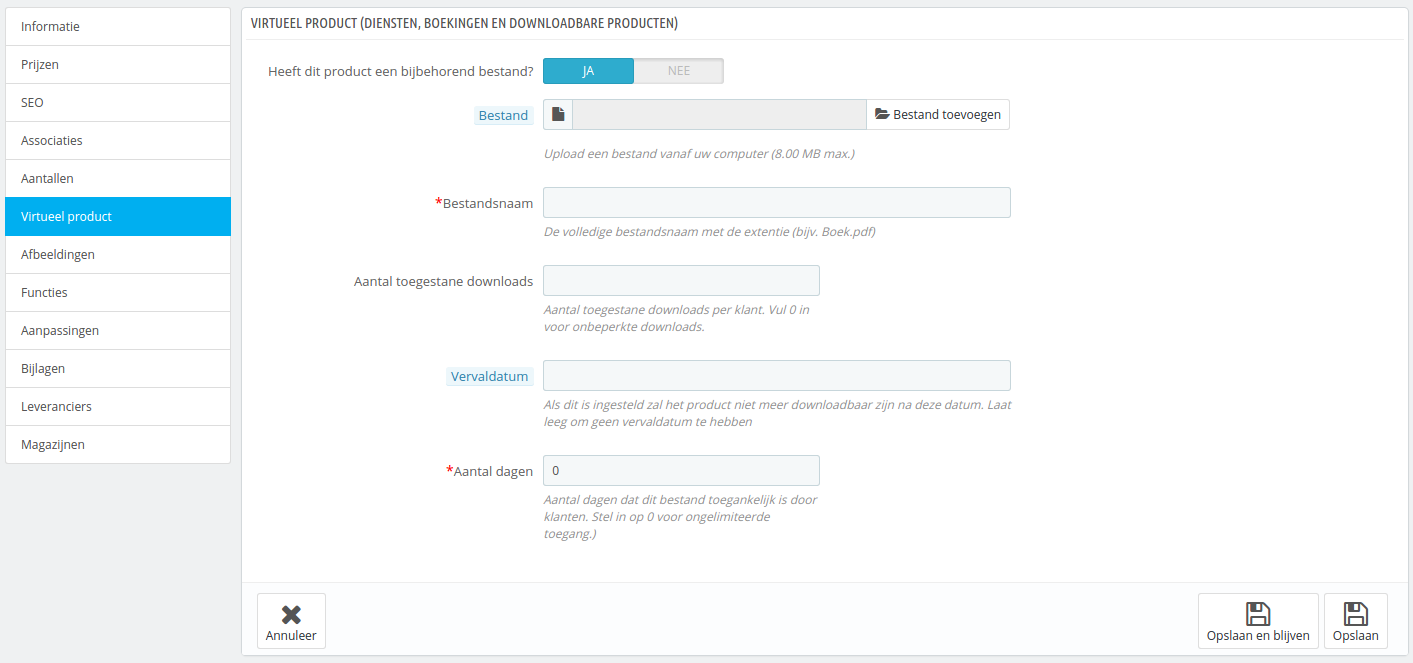 Informatie
Prijzen
SEO
Associaties
Aantallen
Virtueel product
Afbeeldingen
Functies
Aanpassingen
Bijlagen
Leveranciers
Magazijnen
VIRTUEEL PRODUCT (DIENSTEN, BOEKINGEN EN DOWNLOADBARE PRODUCTEN)
Heeft dit product een bijbehorend bestand? JA NEE
Bestand Bestand toevoegen
Upload een bestand vanaf uw computer (8.00 MB max.)
*Bestandsnaam
De volledige bestandsnaam met de extentie (bijv. Boek.pdf)
Aantal toegestane downloads
Aantal toegestane downloads per klant. Vul 0 in
voor onbeperkte downloads.
Vervaldatum
Als dit is ingesteld zal het product niet meer downloadbaar zijn na deze datum. Laat
leeg om geen vervaldatum te hebben
*Aantal dagen 0
Aantal dagen dat dit bestand toegankelijk is door
klanten. Stel in op 0 voor ongelimiteerde
toegang.)
Annuleer Opslaan en blijven Opslaan